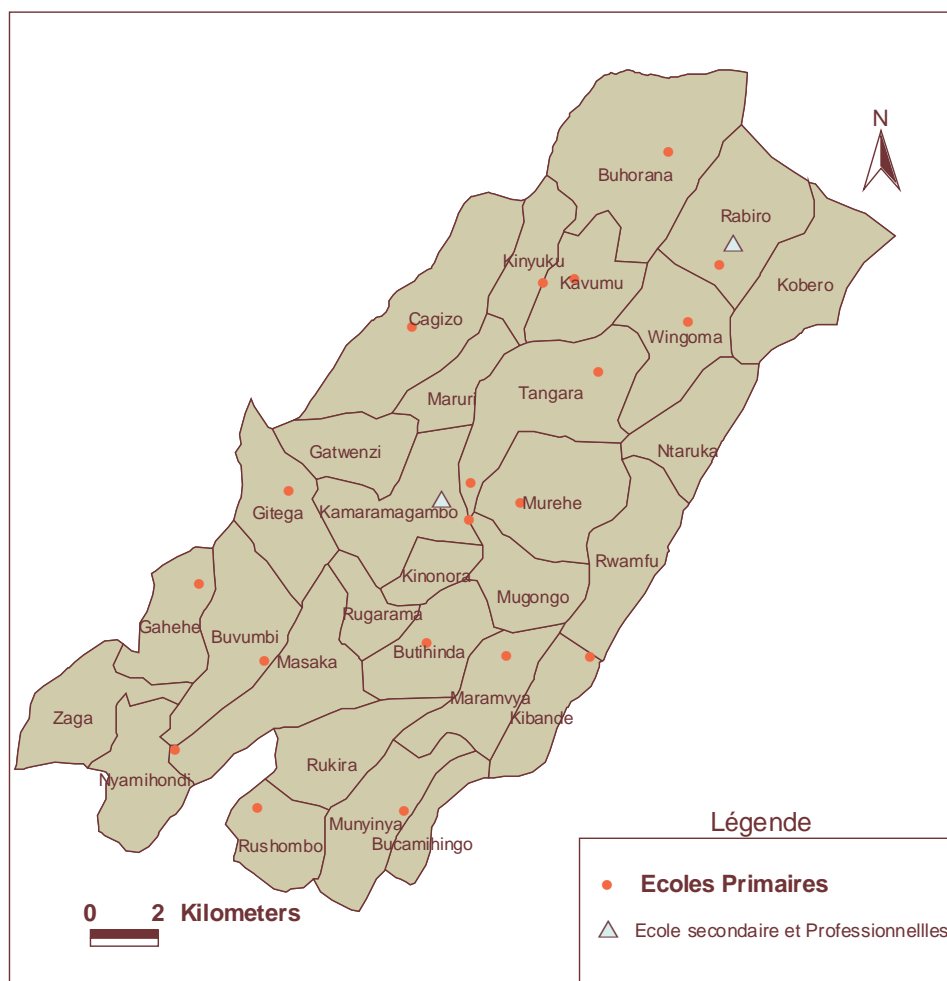 N
Buhorana
Rabiro
Kinyuku
Kavumu
Kobero
Cagizo
Wingoma
Maruri
Tangara
Gatwenzi
Ntaruka
Gitega
Kamaramagambo
Murehe
Rwamfu
Kinonora
Mugongo
Rugarama
Gahehe
Buvumbi
Butihinda
Masaka
Maramvya
Zaga
Kibande
Rukira
Nyamihondi
Munyinya
Rushombo
Bucamihingo
Légende
Ecoles Primaires
0 2 Kilometers
Ecole secondaire et Professionnellles